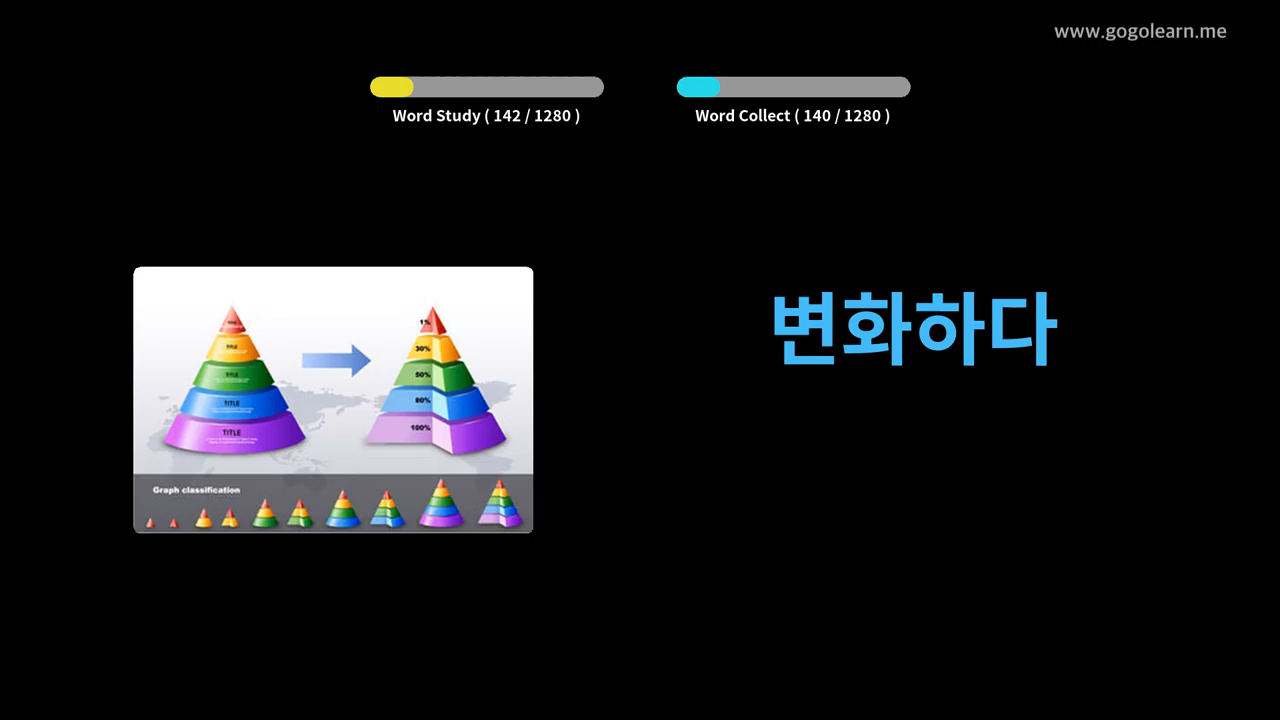 www.gogolearn.me
Word Study ( 142 / 1280 )
Word Collect ( 140 / 1280 )
변화하다
1%
TITLE
30%
TITLE
50%
TITLE
80%
TITLE
100%
Graph classification